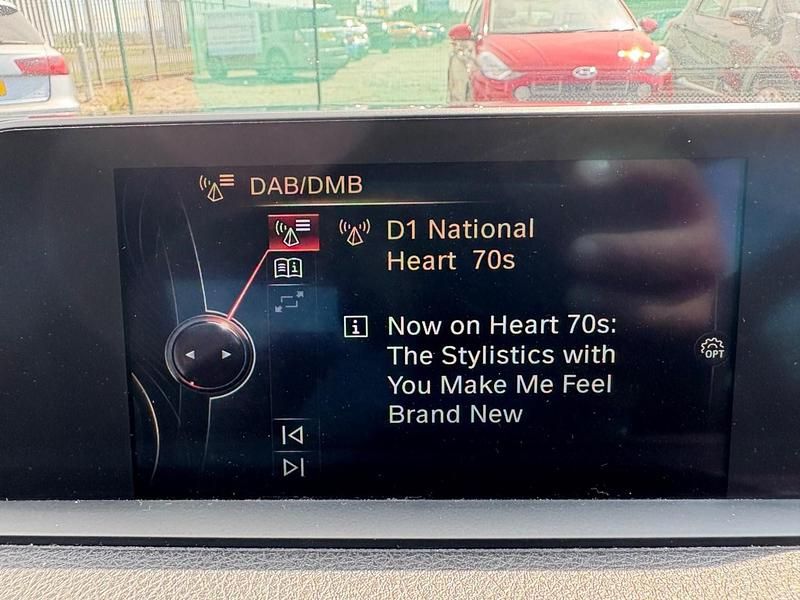 DAB/DMB
D1 National
Heart 70s
Now on Heart 70s:
The Stylistics with
You Make Me Feel
Brand New
OPT